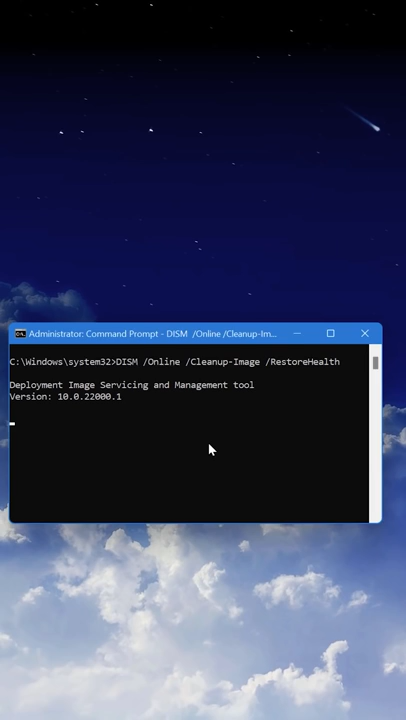 Administrator: Command Prompt - DISM /Online /Cleanup-Im...
C:\Windows\system32>DISM /Online /Cleanup-Image /RestoreHealth
Deployment Image Servicing and Management tool
Version: 10.0.22000.1